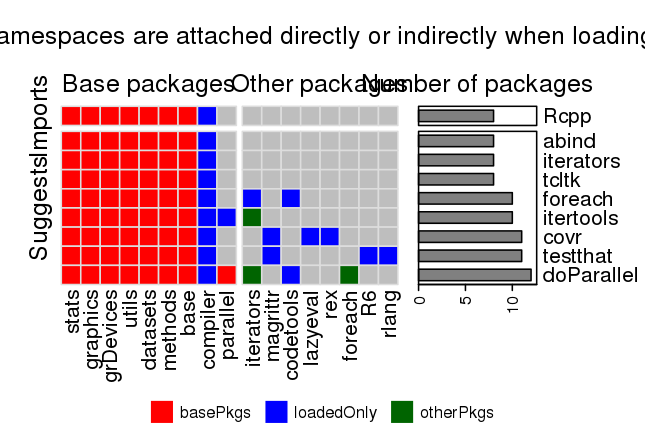 amespaces are attached directly or indirectly when loading
Base packages Other packages Number of packages
Imports
Suggests
Rcpp
abind
iterators
tcltk
foreach
itertools
covr
testthat
doParallel
stats
graphics
grDevices
utils
datasets
methods
base
compiler
parallel
iterators
magrittr
codetools
lazyeval
rex
foreach
R6
rlang
0 5 10
basePkgs loadedOnly otherPkgs